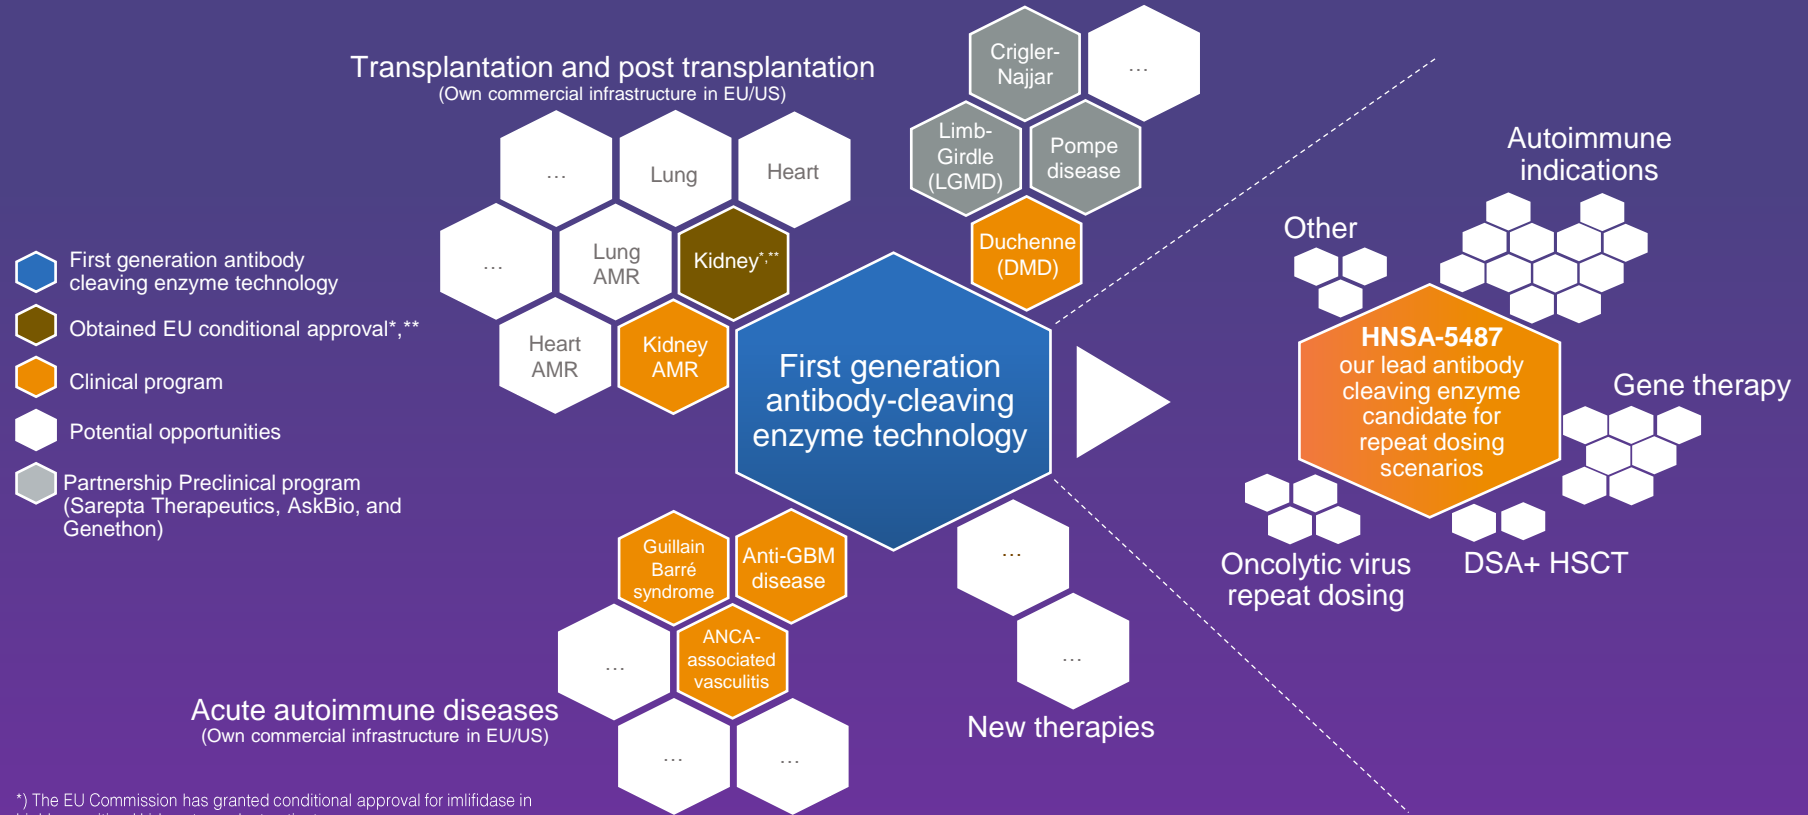 Transplantation and post transplantation
(Own commercial infrastructure in EU/US)
...
Lung
Heart
...
Lung
AMR
Kidney*,**
Heart
AMR
Kidney
AMR
Crigler-
Najjar
...
Limb-
Girdle
(LGMD)
Pompe
disease
Duchenne
(DMD)
First generation antibody
cleaving enzyme technology
Obtained EU conditional approval*,**
Clinical program
Potential opportunities
Partnership Preclinical program
(Sarepta Therapeutics, AskBio, and
Genethon)
First generation
antibody-cleaving
enzyme technology
Guillain
Barré
syndrome
Anti-GBM
disease
...
ANCA-
associated
vasculitis
...
...
Acute autoimmune diseases
(Own commercial infrastructure in EU/US)
...
...
New therapies
Autoimmune
indications
Other
HNSA-5487
our lead antibody
cleaving enzyme
candidate for
repeat dosing
scenarios
Gene therapy
Oncolytic virus
repeat dosing
DSA+ HSCT
*) The EU Commission has granted conditional approval for imlifidase in